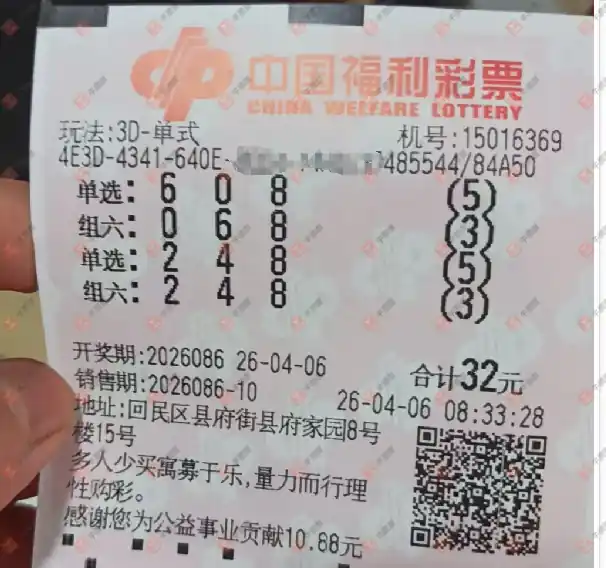 中国福利彩票
CHINA WELFARE LOTTERY
玩法:3D-单式 机号:15016369
4E3D-4341-640E- 485544/84A50
单选: 6 0 8 (5)
组六: 0 6 8 (3)
单选: 2 4 8 (5)
组六: 2 4 8 (3)
开奖期:2026086 26-04-06 合计32元
销售期:2026086-10 26-04-06 08:33:28
地址:回民区县府街县府家园8号
楼15号
多人少买寓募于乐,量力而行理
性购彩。
感谢您为公益事业贡献10.88元